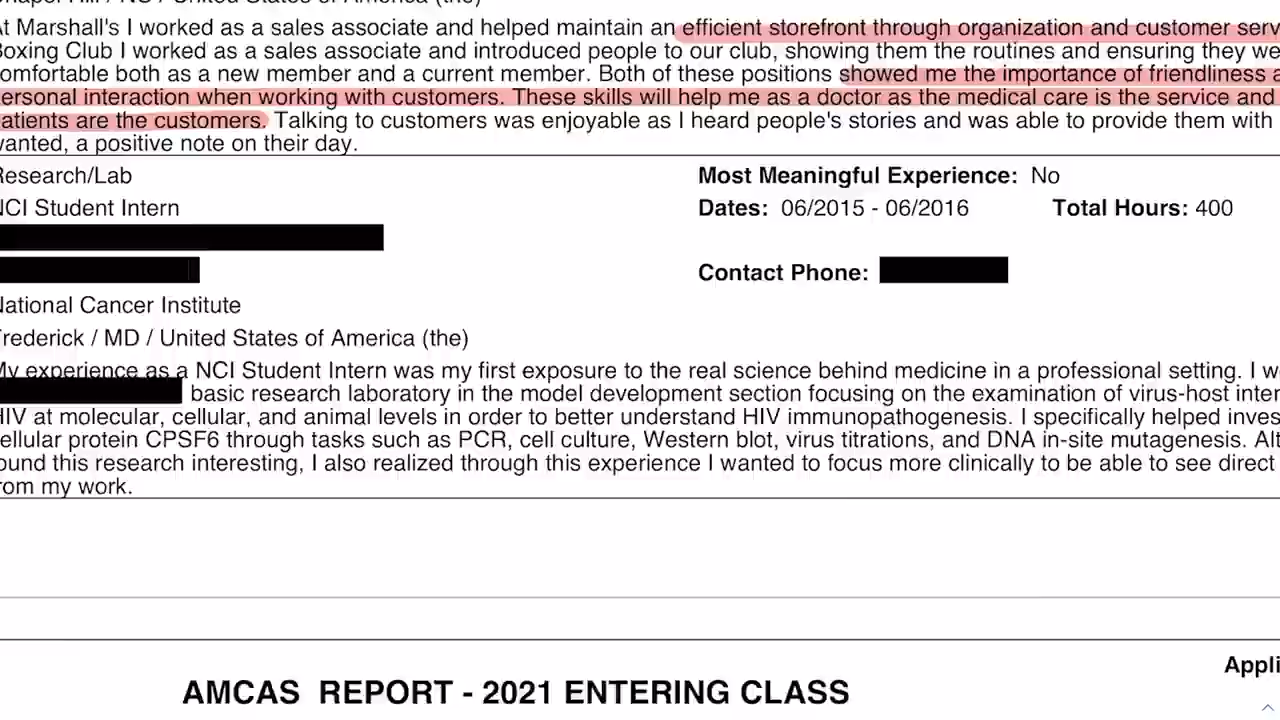 Chapel Hill / NC / United States of America (the)
At Marshall's I worked as a sales associate and helped maintain an efficient storefront through organization and customer serv
Boxing Club I worked as a sales associate and introduced people to our club, showing them the routines and ensuring they we
omfortable both as a new member and a current member. Both of these positions showed me the importance of friendliness a
ersonal interaction when working with customers. These skills will help me as a doctor as the medical care is the service and
atients are the customers. Talking to customers was enjoyable as I heard people's stories and was able to provide them with
wanted, a positive note on their day.
Research/Lab
Most Meaningful Experience: No
NCI Student Intern
Dates: 06/2015 - 06/2016 Total Hours: 400
Contact Phone:
National Cancer Institute
Frederick / MD / United States of America (the)
My experience as a NCI Student Intern was my first exposure to the real science behind medicine in a professional setting. I w
basic research laboratory in the model development section focusing on the examination of virus-host inter
HIV at molecular, cellular, and animal levels in order to better understand HIV immunopathogenesis. I specifically helped inves
ellular protein CPSF6 through tasks such as PCR, cell culture, Western blot, virus titrations, and DNA in-site mutagenesis. Alt
ound this research interesting, I also realized through this experience I wanted to focus more clinically to be able to see direct
rom my work.
Appli
AMCAS REPORT - 2021 ENTERING CLASS